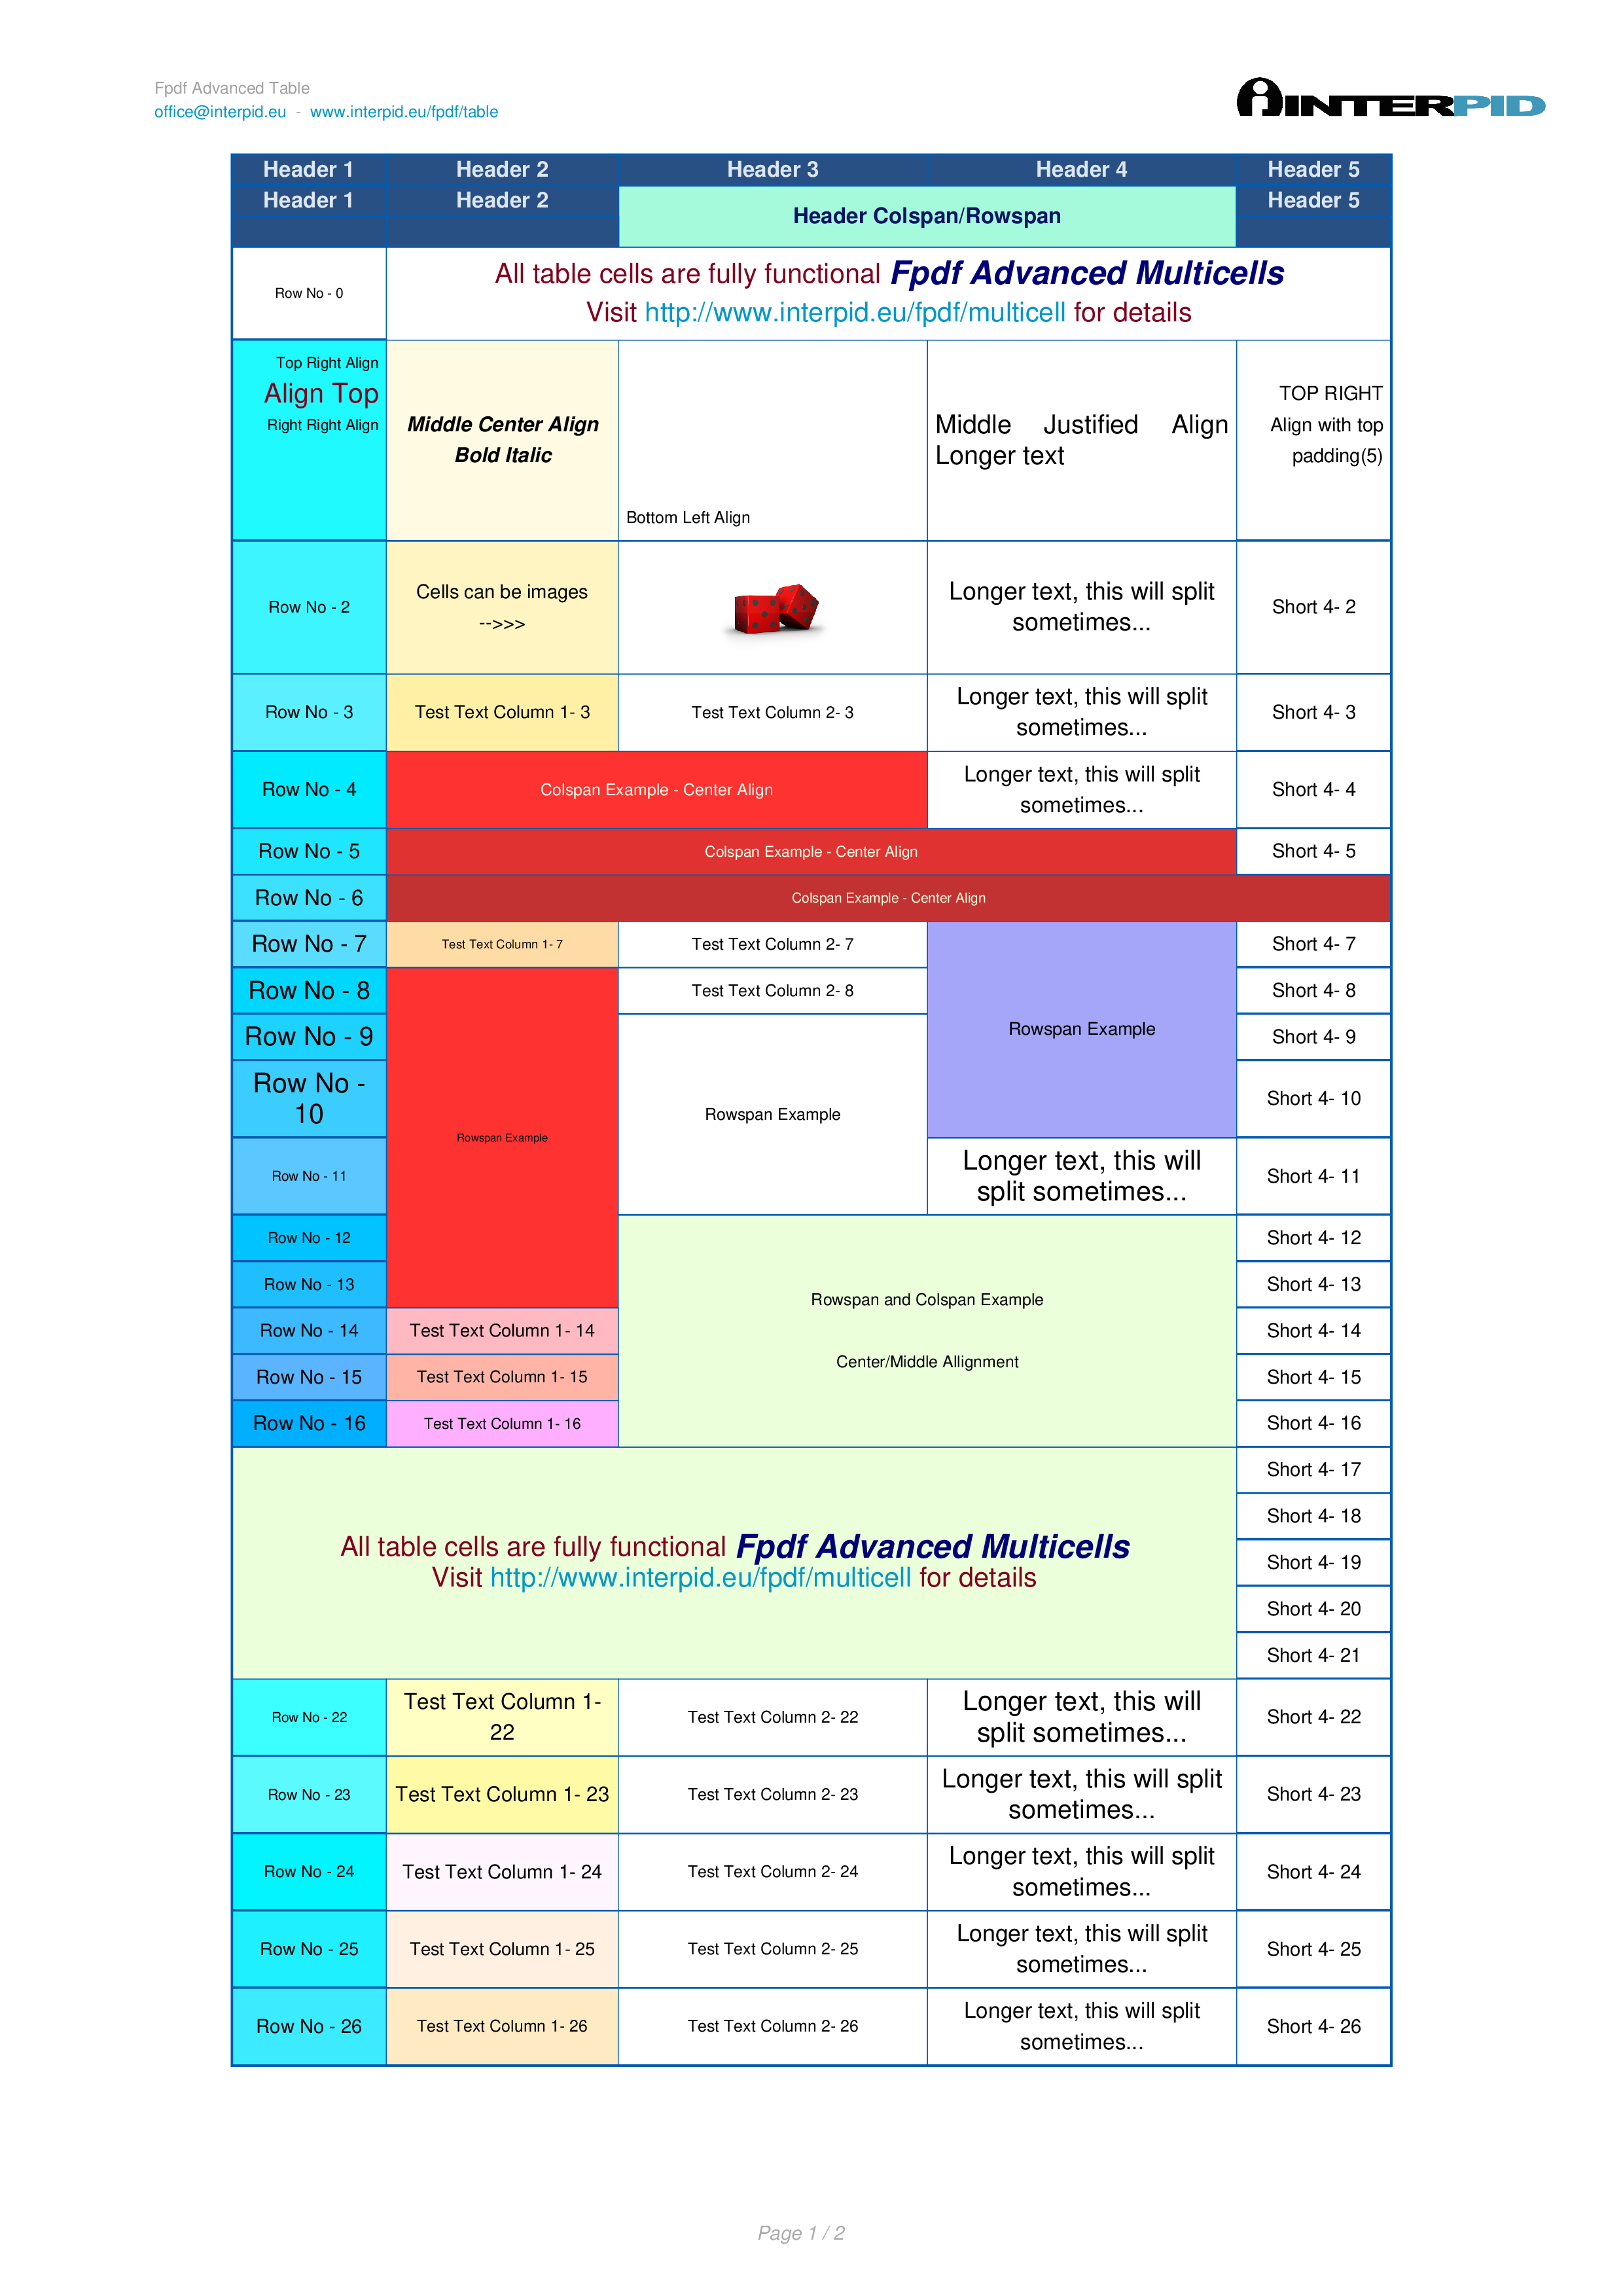 Fpdf Advanced Table
office@interpid.eu - www.interpid.eu/fpdf/table
INTERPID
Header 1 Header 2 Header 3 Header 4 Header 5
Header 1 Header 2 Header Colspan/Rowspan Header 5
Row No - 0
All table cells are fully functional Fpdf Advanced Multicells
Visit http://www.interpid.eu/fpdf/multicell for details
Top Right Align
Align Top
Right Right Align
Middle Center Align
Bold Italic
Bottom Left Align
Middle Justified Align
Longer text
TOP RIGHT
Align with top
padding(5)
Row No - 2
Cells can be images
-->>>
Longer text, this will split
sometimes...
Short 4- 2
Row No - 3
Test Text Column 1- 3
Test Text Column 2- 3
Longer text, this will split
sometimes...
Short 4- 3
Row No - 4
Colspan Example - Center Align
Longer text, this will split
sometimes...
Short 4- 4
Row No - 5
Colspan Example - Center Align
Short 4- 5
Row No - 6
Colspan Example - Center Align
Row No - 7
Test Text Column 1- 7
Test Text Column 2- 7
Rowspan Example
Short 4- 7
Row No - 8
Rowspan Example
Test Text Column 2- 8
Short 4- 8
Row No - 9
Rowspan Example
Short 4- 9
Row No -
10
Short 4- 10
Row No - 11
Longer text, this will
split sometimes...
Short 4- 11
Row No - 12
Rowspan and Colspan Example
Center/Middle Allignment
Short 4- 12
Row No - 13
Short 4- 13
Row No - 14
Test Text Column 1- 14
Short 4- 14
Row No - 15
Test Text Column 1- 15
Short 4- 15
Row No - 16
Test Text Column 1- 16
Short 4- 16
All table cells are fully functional Fpdf Advanced Multicells
Visit http://www.interpid.eu/fpdf/multicell for details
Short 4- 17
Short 4- 18
Short 4- 19
Short 4- 20
Short 4- 21
Row No - 22
Test Text Column 1-
22
Test Text Column 2- 22
Longer text, this will
split sometimes...
Short 4- 22
Row No - 23
Test Text Column 1- 23
Test Text Column 2- 23
Longer text, this will split
sometimes...
Short 4- 23
Row No - 24
Test Text Column 1- 24
Test Text Column 2- 24
Longer text, this will split
sometimes...
Short 4- 24
Row No - 25
Test Text Column 1- 25
Test Text Column 2- 25
Longer text, this will split
sometimes...
Short 4- 25
Row No - 26
Test Text Column 1- 26
Test Text Column 2- 26
Longer text, this will split
sometimes...
Short 4- 26
Page 1 / 2